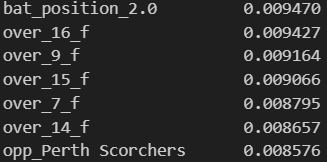 bat_position_2.0 0.009470
over_16_f 0.009427
over_9_f 0.009164
over_15_f 0.009066
over_7_f 0.008795
over_14_f 0.008657
opp_Perth Scorchers 0.008576